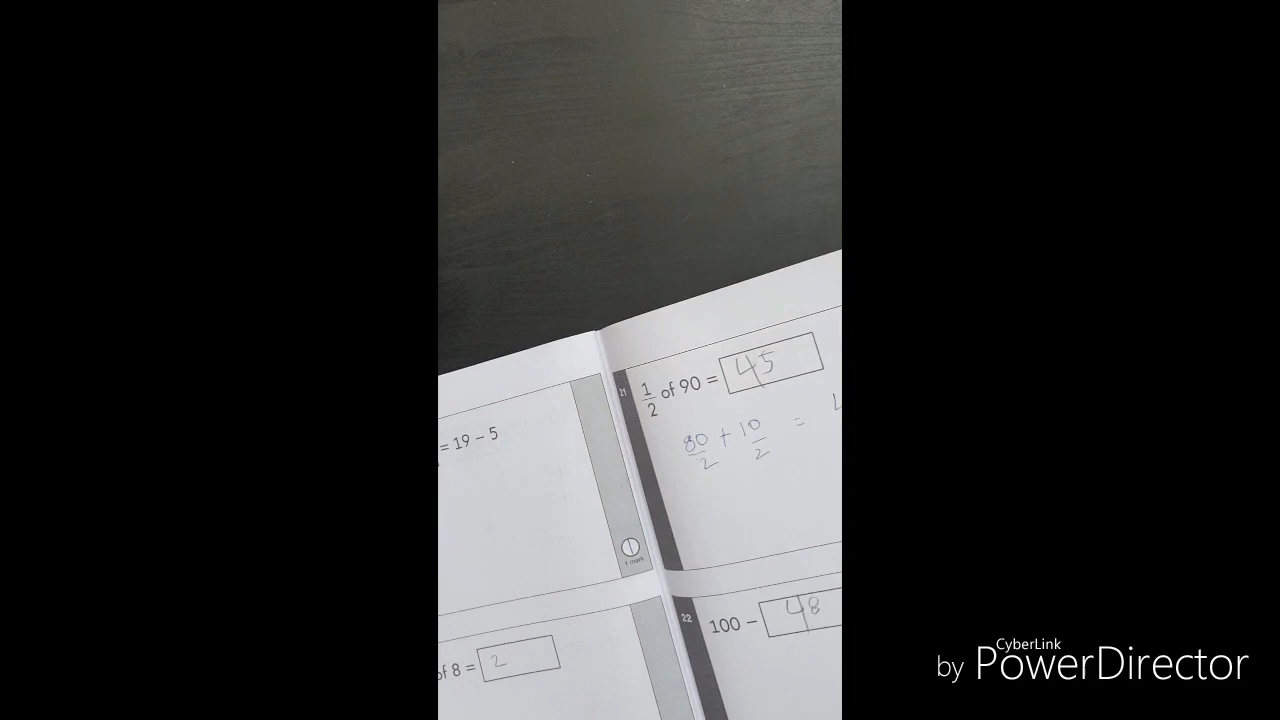 = 19 − 5
1 mark
of 8 = 2
21
1/2 of 90 = 45
80/2 + 10/2 = 4
22
100 − 48
CyberLink
by PowerDirector